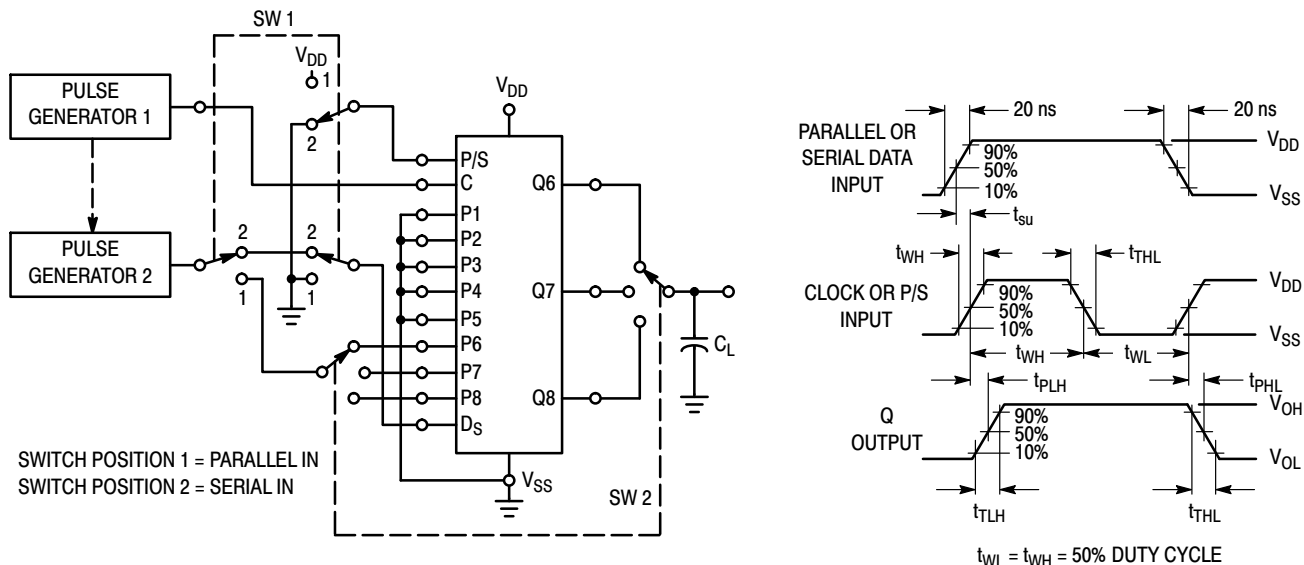 SW 1
VDD
1
2
PULSE
GENERATOR 1
PULSE
GENERATOR 2
2
1
2
1
VDD
P/S
C
P1
P2
P3
P4
P5
P6
P7
P8
DS
Q6
Q7
Q8
VSS
CL
SW 2
SWITCH POSITION 1 = PARALLEL IN
SWITCH POSITION 2 = SERIAL IN
20 ns
20 ns
PARALLEL OR
SERIAL DATA
INPUT
90%
50%
10%
VDD
VSS
tsu
tWH
tTHL
CLOCK OR P/S
INPUT
90%
50%
10%
VDD
VSS
tWH
tWL
tPLH
tPHL
Q
OUTPUT
90%
50%
10%
VOH
VOL
tTLH
tTHL
tWL = tWH = 50% DUTY CYCLE